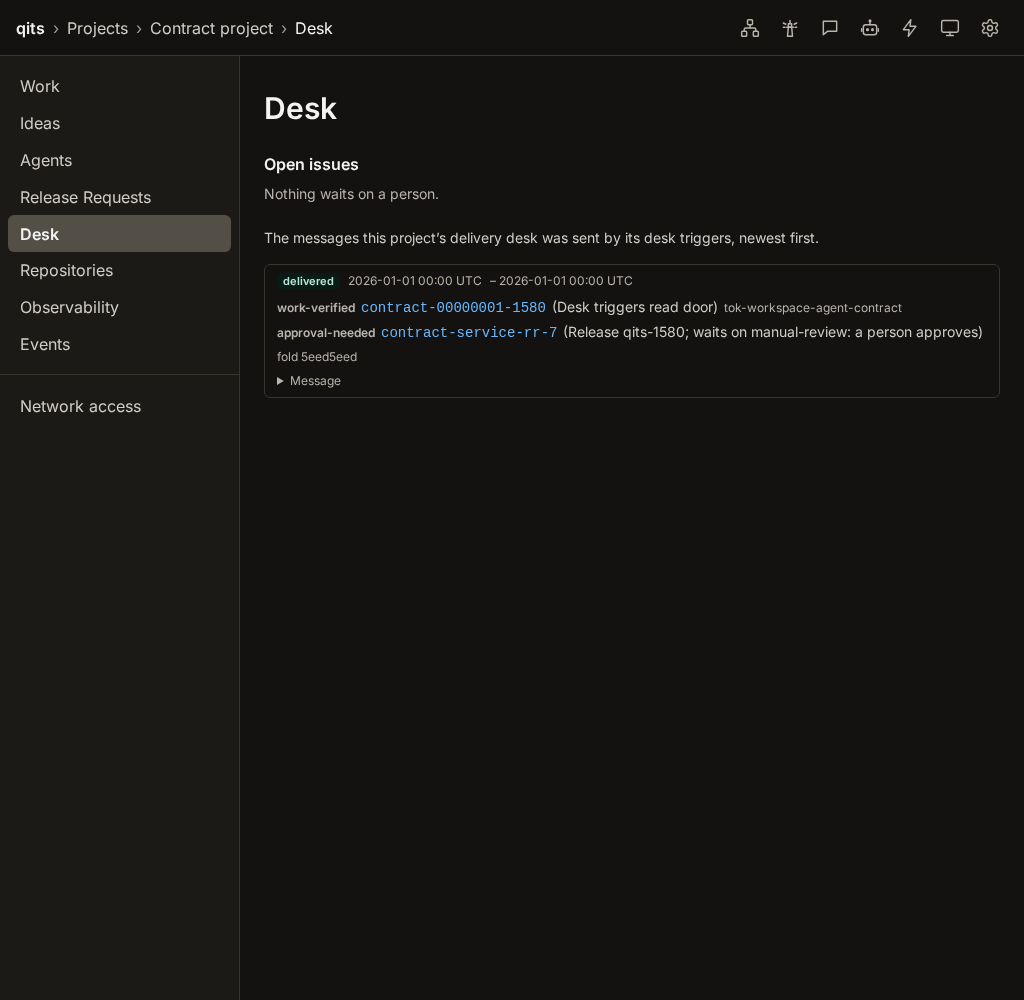 qits › Projects › Contract project › Desk
Work
Ideas
Agents
Release Requests
Desk
Repositories
Observability
Events
Network access
Desk
Open issues
Nothing waits on a person.
The messages this project’s delivery desk was sent by its desk triggers, newest first.
delivered 2026-01-01 00:00 UTC – 2026-01-01 00:00 UTC
work-verified contract-00000001-1580 (Desk triggers read door) tok-workspace-agent-contract
approval-needed contract-service-rr-7 (Release qits-1580; waits on manual-review: a person approves)
fold 5eed5eed
Message